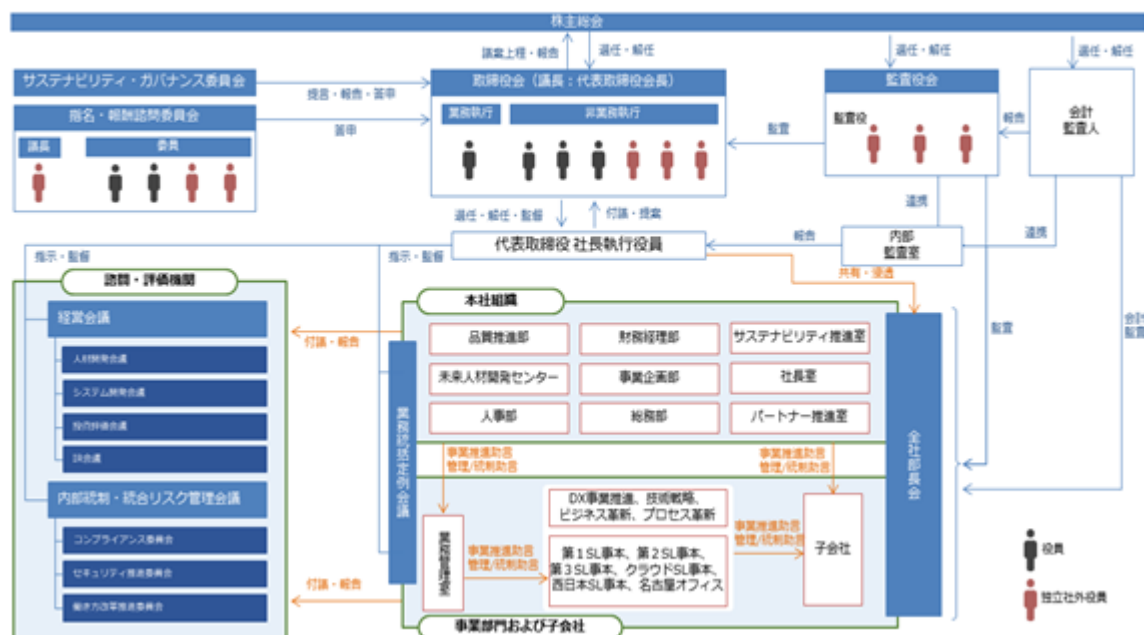 株主総会
議案上程・報告
選任・解任
選任・解任
選任・解任
サステナビリティ・ガバナンス委員会
提言・報告・答申
指名・報酬諮問委員会
答申
議長
委員
取締役会（議長：代表取締役会長）
業務執行
非業務執行
監査
監査役会
監査役
報告
会計
監査人
選任・解任・監督
付議・提案
連携
連携
代表取締役 社長執行役員
報告
内部
監査室
指示・監督
指示・監督
共有・浸透
監査
会計
監査
諮問・評価機関
経営会議
人材開発会議
システム開発会議
投資評価会議
IR会議
内部統制・統合リスク管理会議
コンプライアンス委員会
セキュリティ推進委員会
働き方改革推進委員会
付議・報告
付議・報告
本社組織
業務統括定例会議
品質推進部
財務経理部
サステナビリティ推進室
未来人材開発センター
事業企画部
社長室
人事部
総務部
パートナー推進室
全社部長会
事業推進助言
管理/統制助言
事業推進助言
管理/統制助言
業務管理室
事業推進助言
管理/統制助言
DX事業推進、技術戦略、
ビジネス革新、プロセス革新
第1SL事本、第2SL事本、
第3SL事本、クラウドSL事本、
西日本SL事本、名古屋オフィス
事業推進助言
管理/統制助言
子会社
事業部門および子会社
役員
独立社外役員